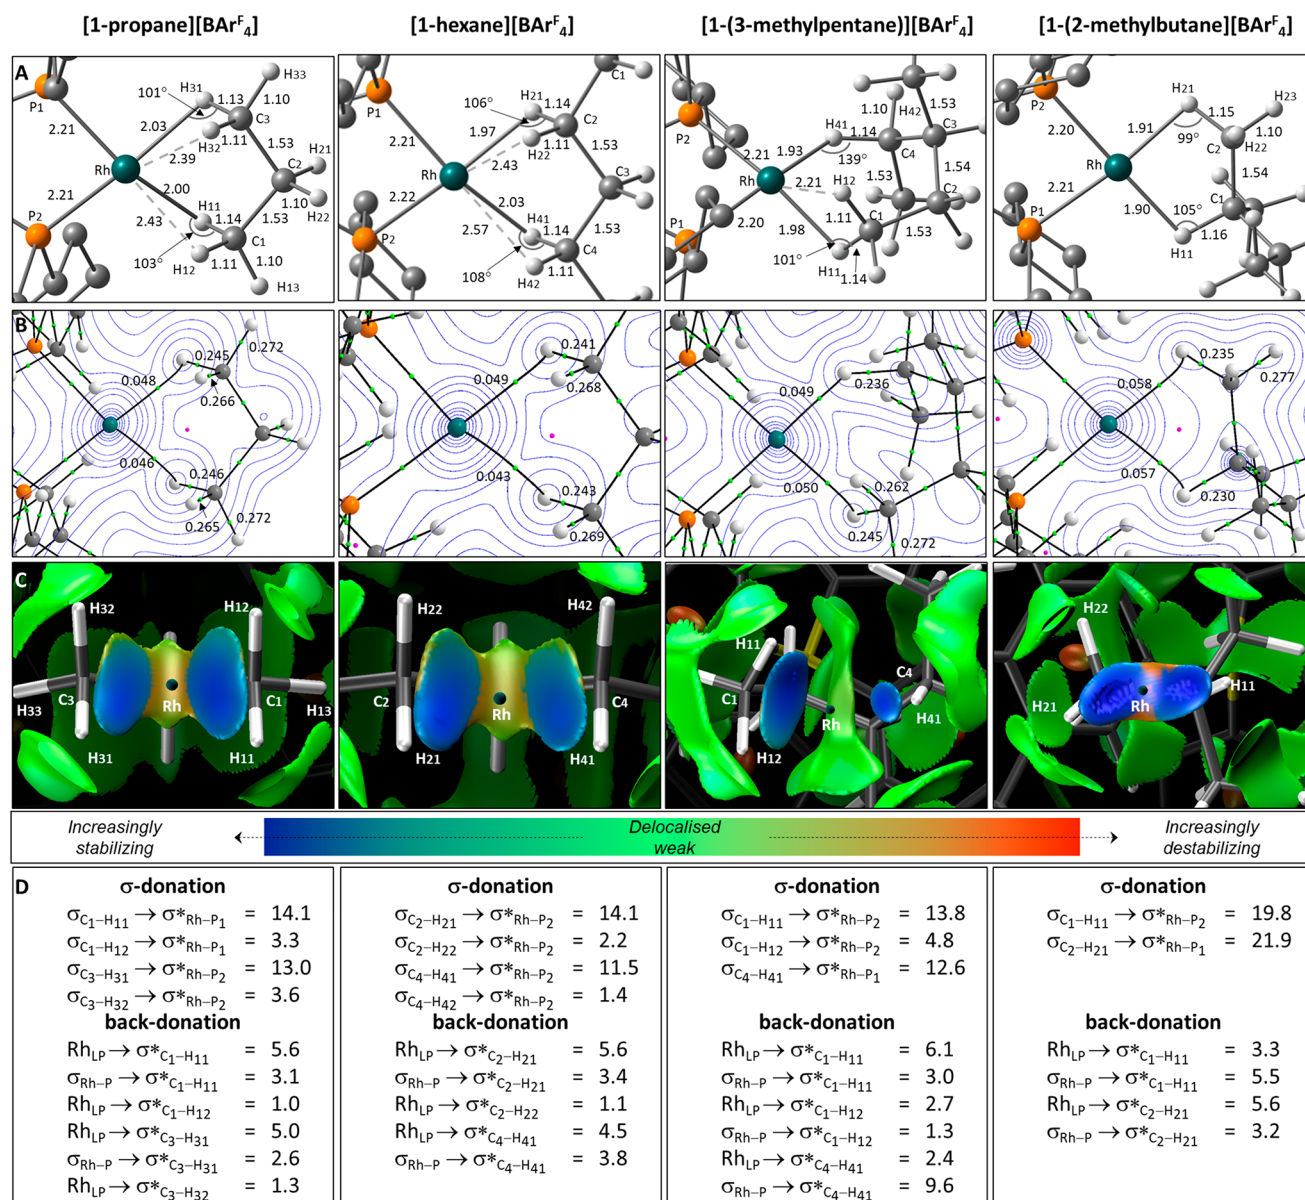 [1-propane][BArF4]
[1-hexane][BArF4]
[1-(3-methylpentane)][BArF4]
[1-(2-methylbutane][BArF4]
A
P1
P2
Rh
2.21
2.21
2.03
2.39
2.00
2.43
101°
103°
H31
H32
H33
1.13
1.10
1.11
C3
1.53
C2
H21
H22
1.10
1.53
H11
1.14
C1
H12
1.11
1.10
H13
P1
P2
Rh
2.21
2.22
1.97
2.43
2.03
2.57
106°
108°
C1
H21
1.14
C2
H22
1.11
1.53
C3
1.53
H41
1.14
C4
H42
1.11
P2
P1
Rh
2.21
2.20
1.93
2.21
1.98
139°
101°
H41
1.10
H42
1.14
C4
1.53
C3
1.54
1.53
C2
1.53
H12
1.11
C1
H11
1.14
P2
P1
Rh
2.20
2.21
1.91
1.90
H21
1.15
H23
1.10
99°
C2
H22
1.54
105°
C1
1.16
H11
B
0.245
0.272
0.048
0.266
0.046
0.246
0.265
0.272
0.241
0.049
0.268
0.043
0.243
0.269
0.049
0.236
0.050
0.262
0.245
0.272
0.235
0.058
0.277
0.057
0.230
C
H32
H12
C3
Rh
C1
H33
H13
H31
H11
H22
H42
C2
Rh
C4
H21
H41
H11
C4
C1
Rh
H41
H12
H22
H21
Rh
H11
Increasingly
stabilizing
Delocalised
weak
Increasingly
destabilizing
D
σ-donation
σC1–H11 → σ*Rh–P1 = 14.1
σC1–H12 → σ*Rh–P1 = 3.3
σC3–H31 → σ*Rh–P2 = 13.0
σC3–H32 → σ*Rh–P2 = 3.6
back-donation
RhLP → σ*C1–H11 = 5.6
σRh–P → σ*C1–H11 = 3.1
RhLP → σ*C1–H12 = 1.0
RhLP → σ*C3–H31 = 5.0
σRh–P → σ*C3–H31 = 2.6
RhLP → σ*C3–H32 = 1.3
σ-donation
σC2–H21 → σ*Rh–P2 = 14.1
σC2–H22 → σ*Rh–P2 = 2.2
σC4–H41 → σ*Rh–P2 = 11.5
σC4–H42 → σ*Rh–P2 = 1.4
back-donation
RhLP → σ*C2–H21 = 5.6
σRh–P → σ*C2–H21 = 3.4
RhLP → σ*C2–H22 = 1.1
RhLP → σ*C4–H41 = 4.5
σRh–P → σ*C4–H41 = 3.8
σ-donation
σC1–H11 → σ*Rh–P2 = 13.8
σC1–H12 → σ*Rh–P2 = 4.8
σC4–H41 → σ*Rh–P1 = 12.6
back-donation
RhLP → σ*C1–H11 = 6.1
σRh–P → σ*C1–H11 = 3.0
RhLP → σ*C1–H12 = 2.7
σRh–P → σ*C1–H12 = 1.3
RhLP → σ*C4–H41 = 2.4
σRh–P → σ*C4–H41 = 9.6
σ-donation
σC1–H11 → σ*Rh–P2 = 19.8
σC2–H21 → σ*Rh–P1 = 21.9
back-donation
RhLP → σ*C1–H11 = 3.3
σRh–P → σ*C1–H11 = 5.5
RhLP → σ*C2–H21 = 5.6
σRh–P → σ*C2–H21 = 3.2